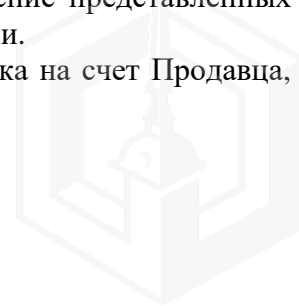 ение представленных
и.
ка на счет Продавца,